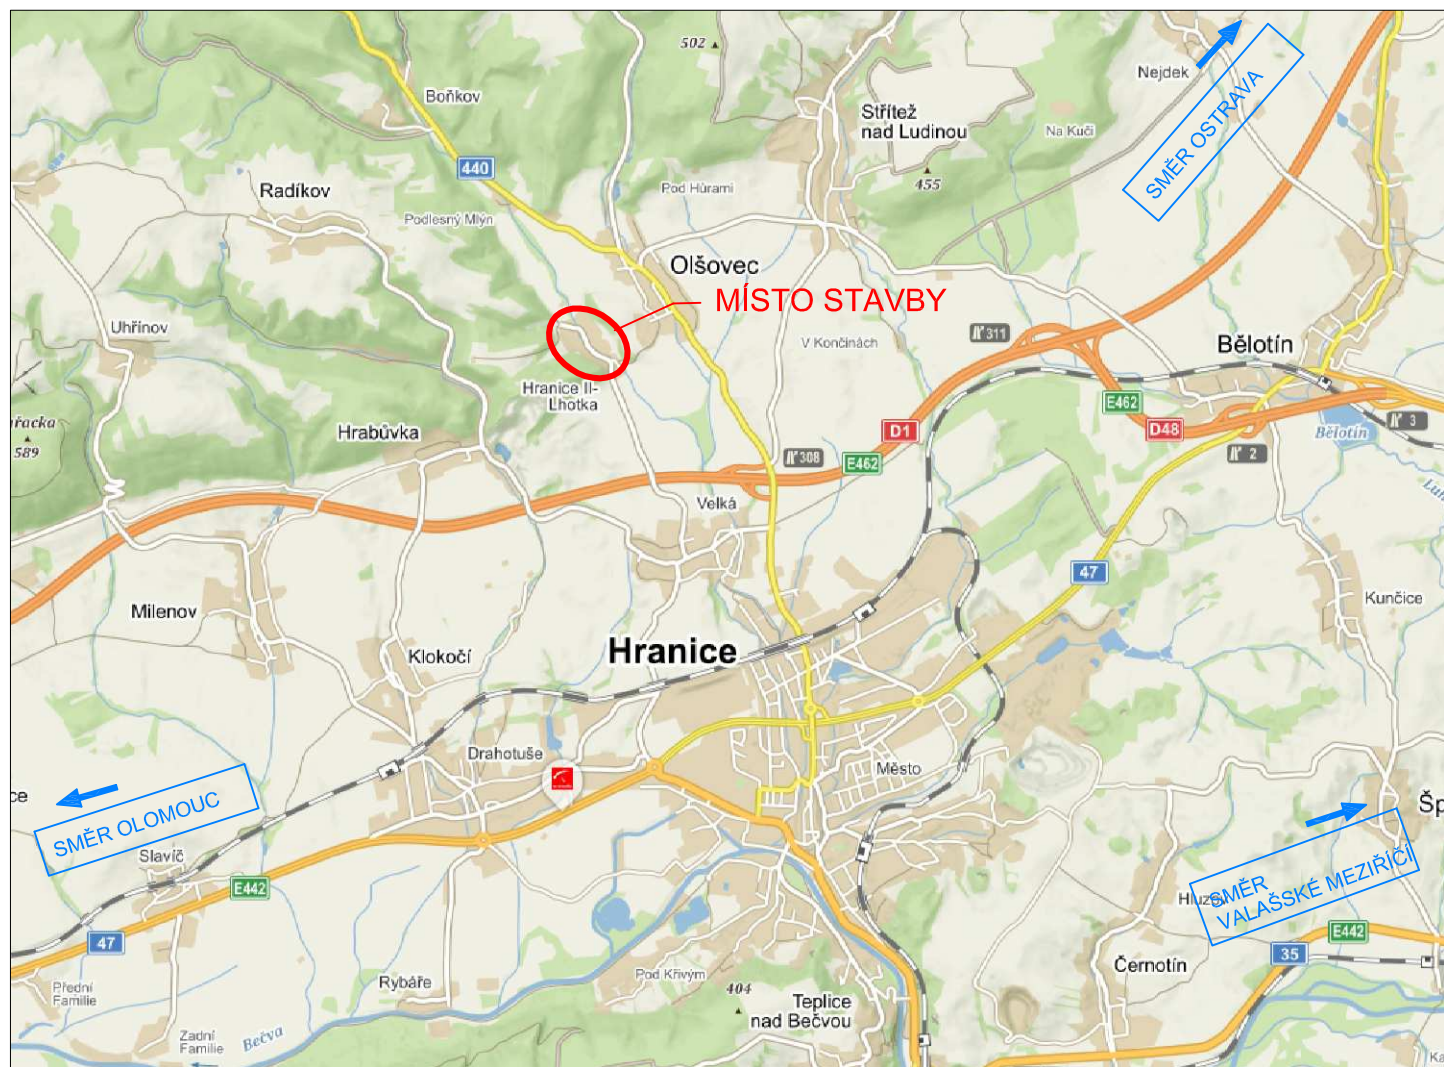 502
Nejdek
SMĚR OSTRAVA
Boňkov
Střítež
nad Ludinou
Na Kučí
440
455
Radíkov
Pod Hůrami
Podlesný Mlýn
Olšovec
MÍSTO STAVBY
Uhřínov
311
V Končinách
Bělotín
Hranice II-
Lhotka
E462
D1
D48
3
Bělotín
Hrabůvka
589
308
E462
2
Velká
47
Milenov
Kunčice
Klokočí
Hranice
Drahotuše
Město
SMĚR OLOMOUC
Slavíč
E442
SMĚR
VALAŠSKÉ MEZIŘÍČÍ
47
E442
35
Černotín
Rybáře
Pod Křivým
404
Přední
Familie
Teplice
nad Bečvou
Zadní
Familie
Bečva